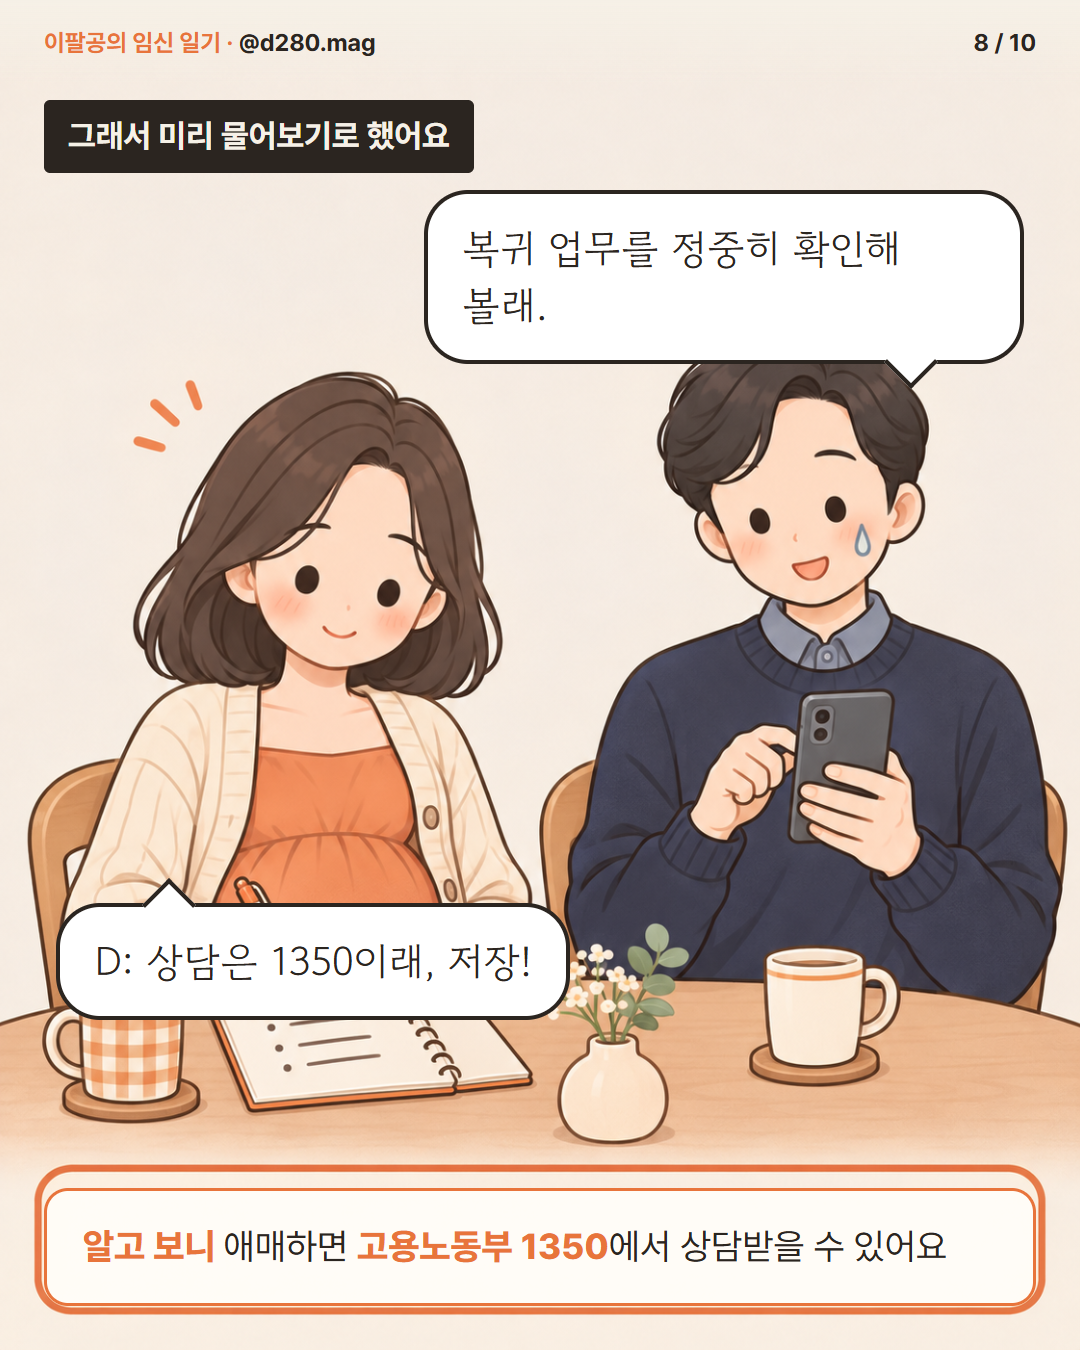 이팔공의 임신 일기 · @d280.mag
8 / 10
그래서 미리 물어보기로 했어요
복귀 업무를 정중히 확인해
볼래.
D: 상담은 1350이래, 저장!
알고 보니 애매하면 고용노동부 1350에서 상담받을 수 있어요